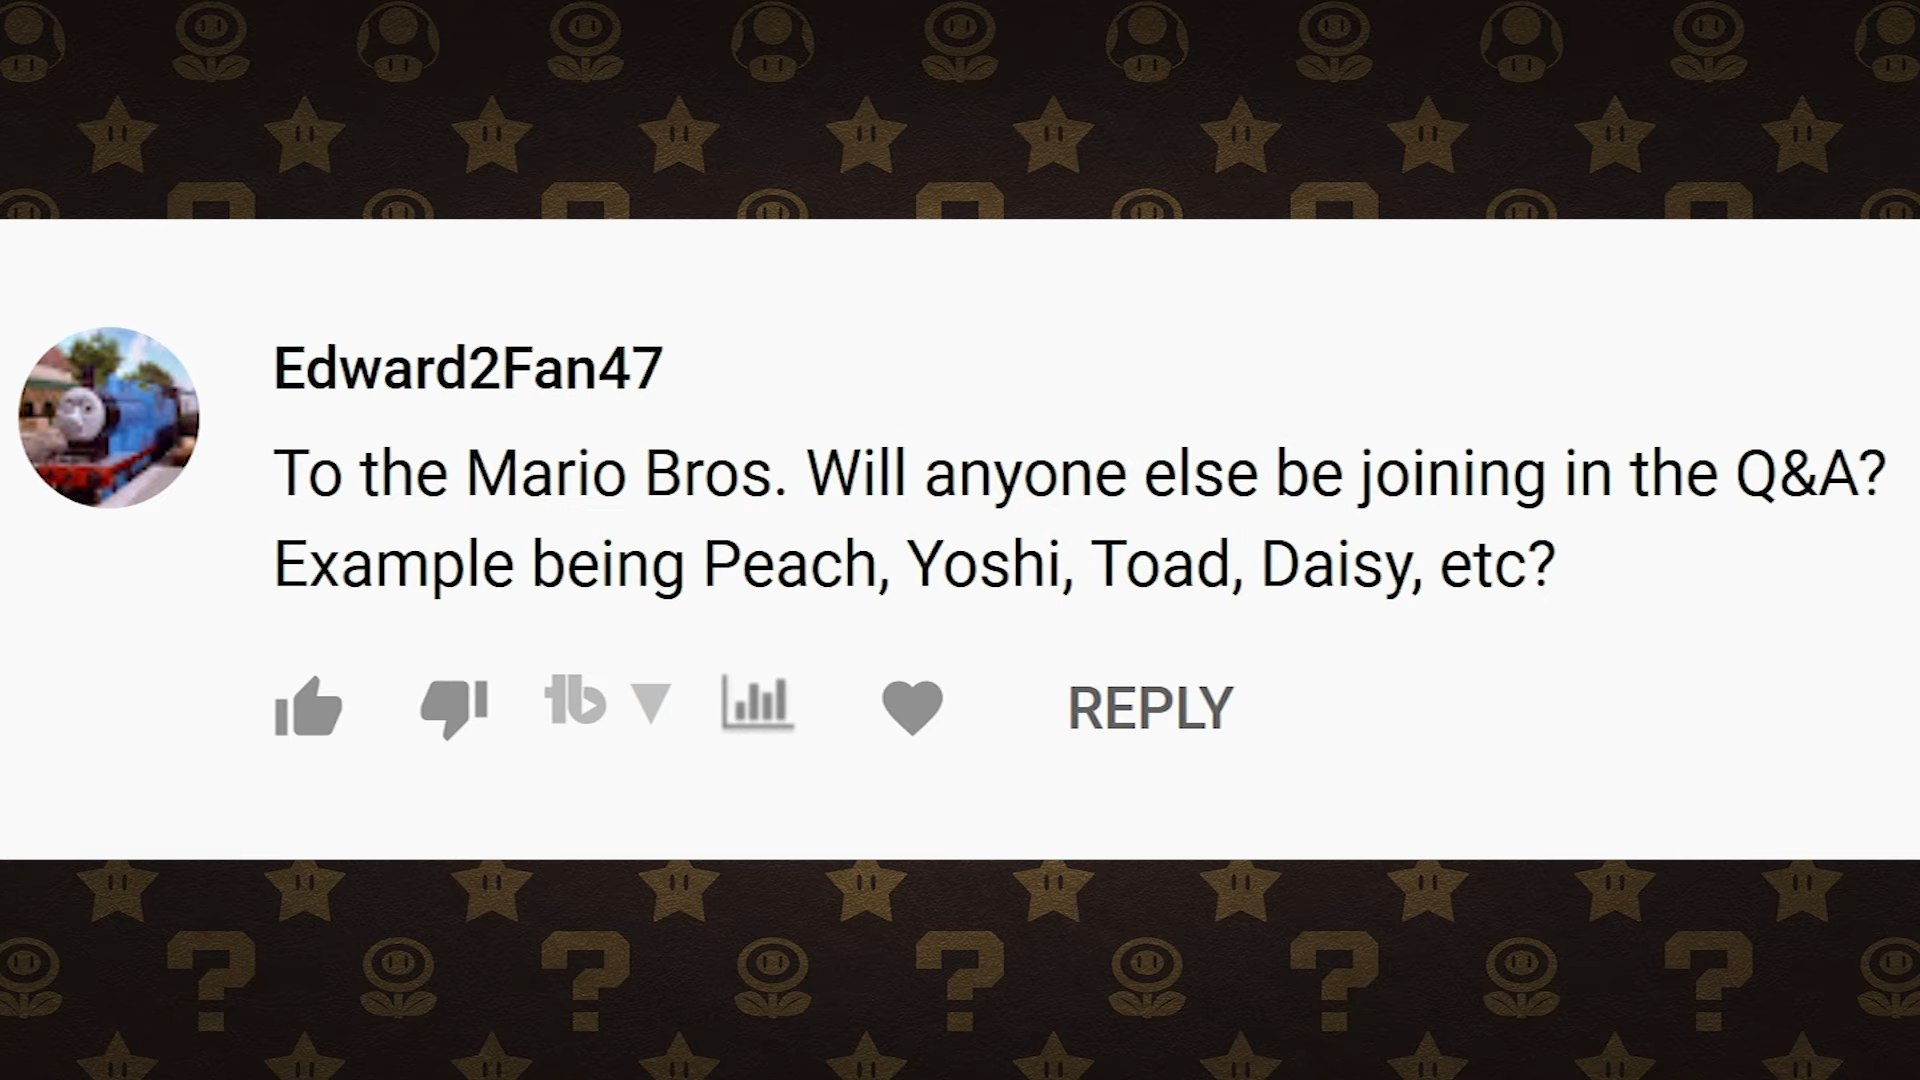 Edward2Fan47
To the Mario Bros. Will anyone else be joining in the Q&A?
Example being Peach, Yoshi, Toad, Daisy, etc?
tb
REPLY